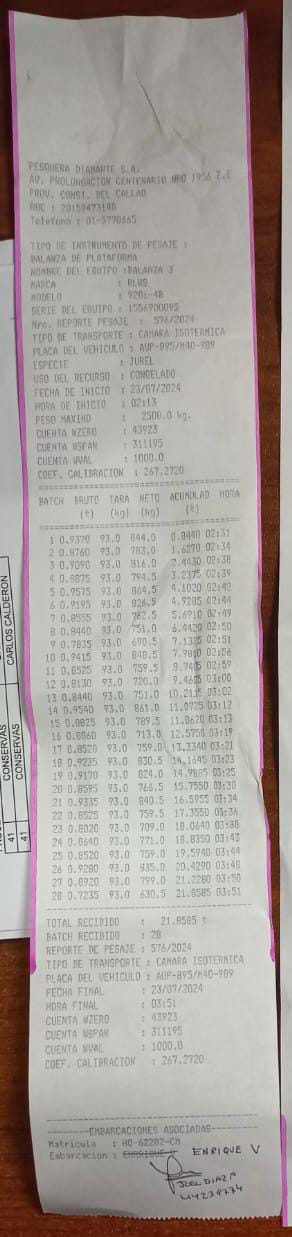 PESQUERA DIAMANTE S.A.
AV. PROLONGACION CENTENARIO NRO 1956 Z.I
PROV. CONST. DEL CALLAO
RUC : 20159473148
Telefono : 01-5770665
TIPO DE INSTRUMENTO DE PESAJE :
BALANZA DE PLATAFORMA
NOMBRE DEL EQUIPO :BALANZA 3
MARCA : RLWS
MODELO : 920i-4B
SERIE DEL EQUIPO : 1556900095
Nro. REPORTE PESAJE : 576/2024
TIPO DE TRANSPORTE : CAMARA ISOTERMICA
PLACA DEL VEHICULO : AUP-895/M4O-989
ESPECIE : JUREL
USO DEL RECURSO : CONGELADO
FECHA DE INICIO : 23/07/2024
HORA DE INICIO : 02:13
PESO MAXIMO : 2500.0 kg.
CUENTA WZERO : 43923
CUENTA WSPAN : 311195
CUENTA WVAL : 1000.0
COEF. CALIBRACION : 267.2720
BATCH BRUTO TARA NETO ACUMULAD HORA
(t) (kg) (kg) (t)
1 0.9370 93.0 844.0 0.8440 02:31
2 0.8760 93.0 783.0 1.6270 02:34
3 0.9090 93.0 816.0 2.4430 02:38
4 0.8875 93.0 794.5 3.2375 02:39
5 0.9575 93.0 864.5 4.1020 02:42
6 0.9195 93.0 826.5 4.9285 02:44
7 0.8555 93.0 762.5 5.6910 02:49
8 0.8440 93.0 751.0 6.4420 02:50
9 0.7835 93.0 690.5 7.1325 02:51
10 0.9415 93.0 848.5 7.9810 02:56
11 0.8525 93.0 759.5 8.7405 02:59
12 0.8130 93.0 720.0 9.4605 03:00
13 0.8440 93.0 751.0 10.2115 03:02
14 0.9540 93.0 861.0 11.0725 03:12
15 0.8825 93.0 789.5 11.8620 03:13
16 0.8060 93.0 713.0 12.5750 03:19
17 0.8520 93.0 759.0 13.3340 03:21
18 0.9235 93.0 830.5 14.1645 03:23
19 0.9170 93.0 824.0 14.9885 03:25
20 0.8595 93.0 766.5 15.7550 03:30
21 0.9335 93.0 840.5 16.5955 03:34
22 0.8525 93.0 759.5 17.3550 03:36
23 0.8020 93.0 709.0 18.0640 03:38
24 0.8640 93.0 771.0 18.8350 03:43
25 0.8520 93.0 759.0 19.5940 03:44
26 0.9280 93.0 835.0 20.4290 03:48
27 0.8920 93.0 799.0 21.2280 03:50
28 0.7235 93.0 630.5 21.8585 03:51
TOTAL RECIBIDO : 21.8585 t
BATCH RECIBIDO : 28
REPORTE DE PESAJE : 576/2024
TIPO DE TRANSPORTE : CAMARA ISOTERMICA
PLACA DEL VEHICULO : AUP-895/M4O-989
FECHA FINAL : 23/07/2024
HORA FINAL : 03:51
CUENTA WZERO : 43923
CUENTA WSPAN : 311195
CUENTA WVAL : 1000.0
COEF. CALIBRACION : 267.2720
EMBARCACIONES ASOCIADAS
Matricula : HO-62282-CM
Embarcacion : ENRIQUE V ENRIQUE V
JOEL DIAZ P
44239774
CONSERVAS CARLOS CALDERON
41 CONSERVAS
41